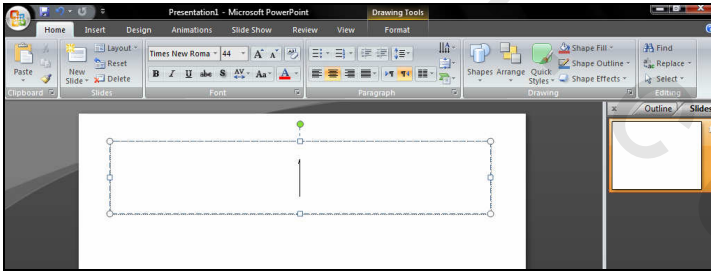 Presentation1 - Microsoft PowerPoint Drawing Tools
Home Insert Design Animations Slide Show Review View Format
Layout Times New Roma 44 Shape Fill Find
Reset Shape Outline Replace
Paste New Slide Delete B I U abc S AV Aa A Shapes Arrange Quick Styles Shape Effects Select
Clipboard Slides Font Paragraph Drawing Editing
Outline Slides